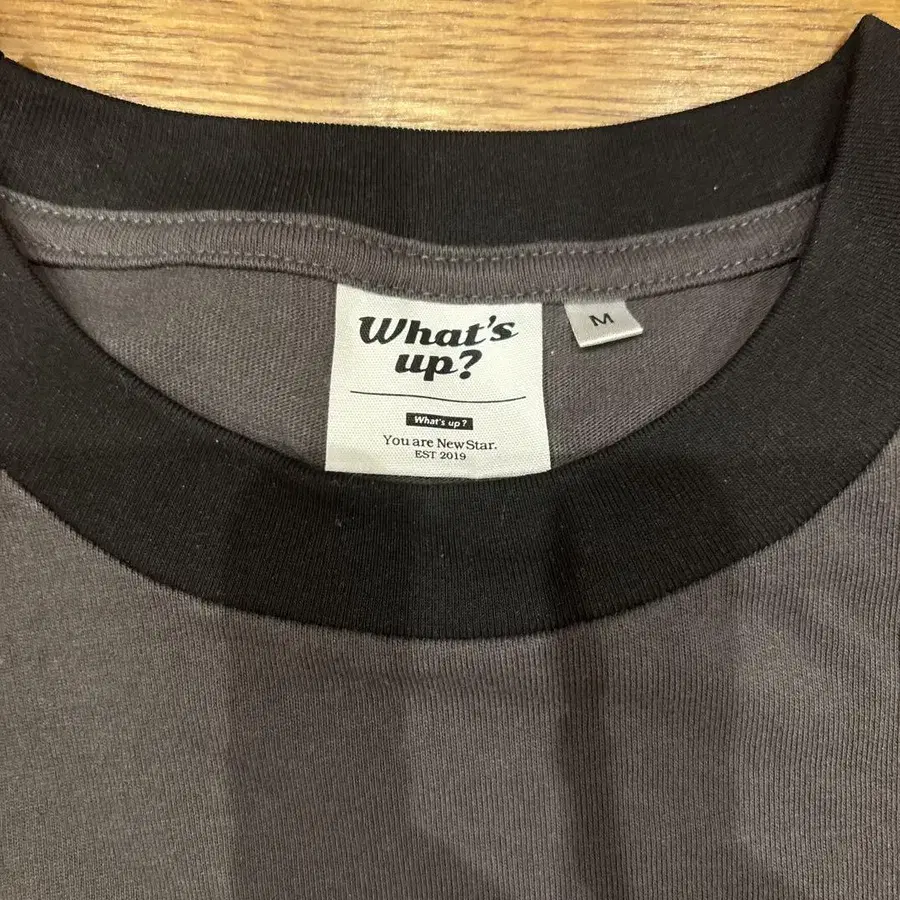 What's
up?
M
What's up?
You are New Star.
EST 2019